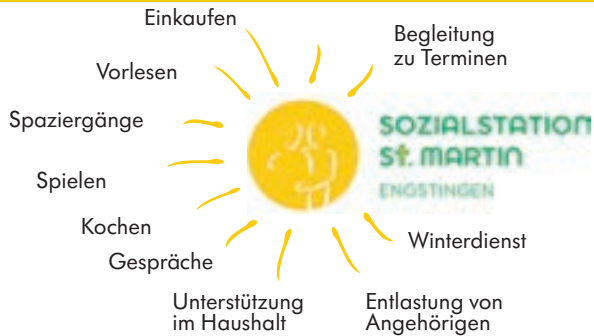 Einkaufen
Begleitung
zu Terminen
Vorlesen
Spaziergänge
SOZIALSTATION
St. MARTIN
ENGSTINGEN
Spielen
Kochen
Winterdienst
Gespräche
Unterstützung
im Haushalt
Entlastung von
Angehörigen